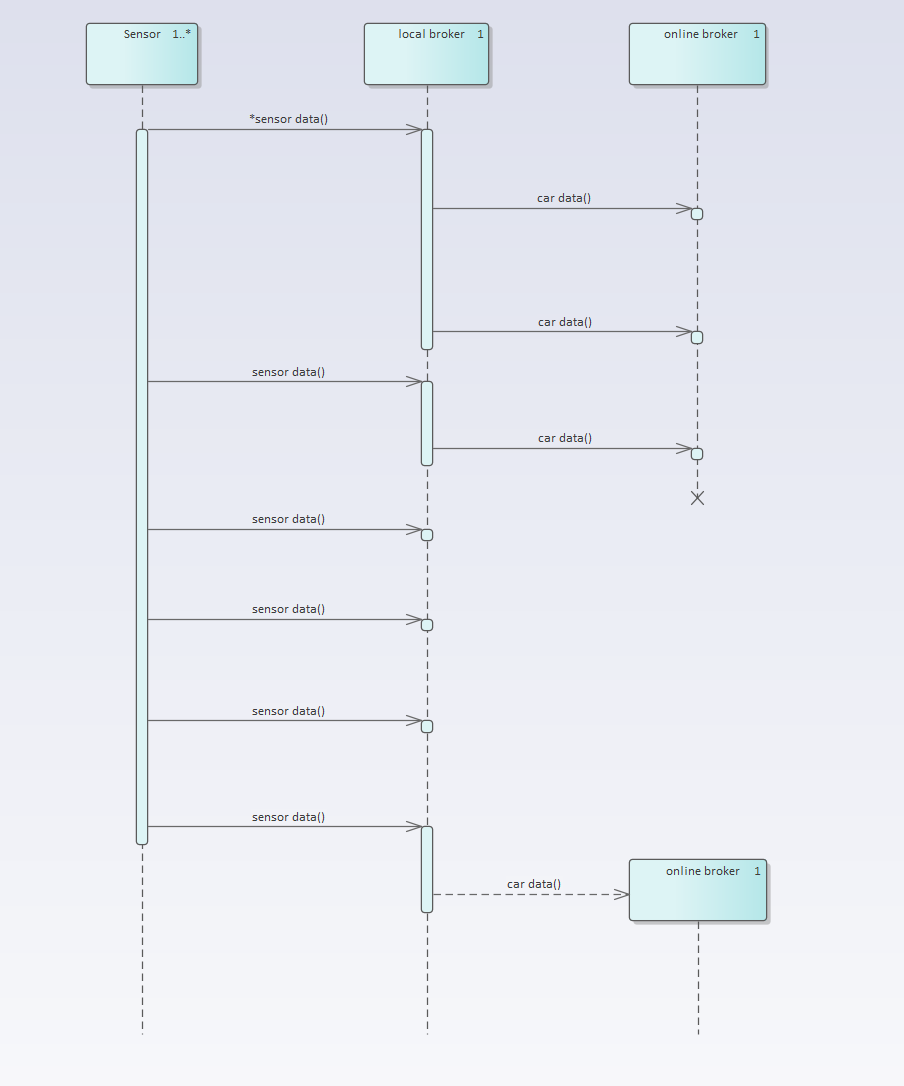 Sensor 1..*
local broker 1
online broker 1
*sensor data()
car data()
car data()
sensor data()
car data()
sensor data()
sensor data()
sensor data()
sensor data()
online broker 1
car data()